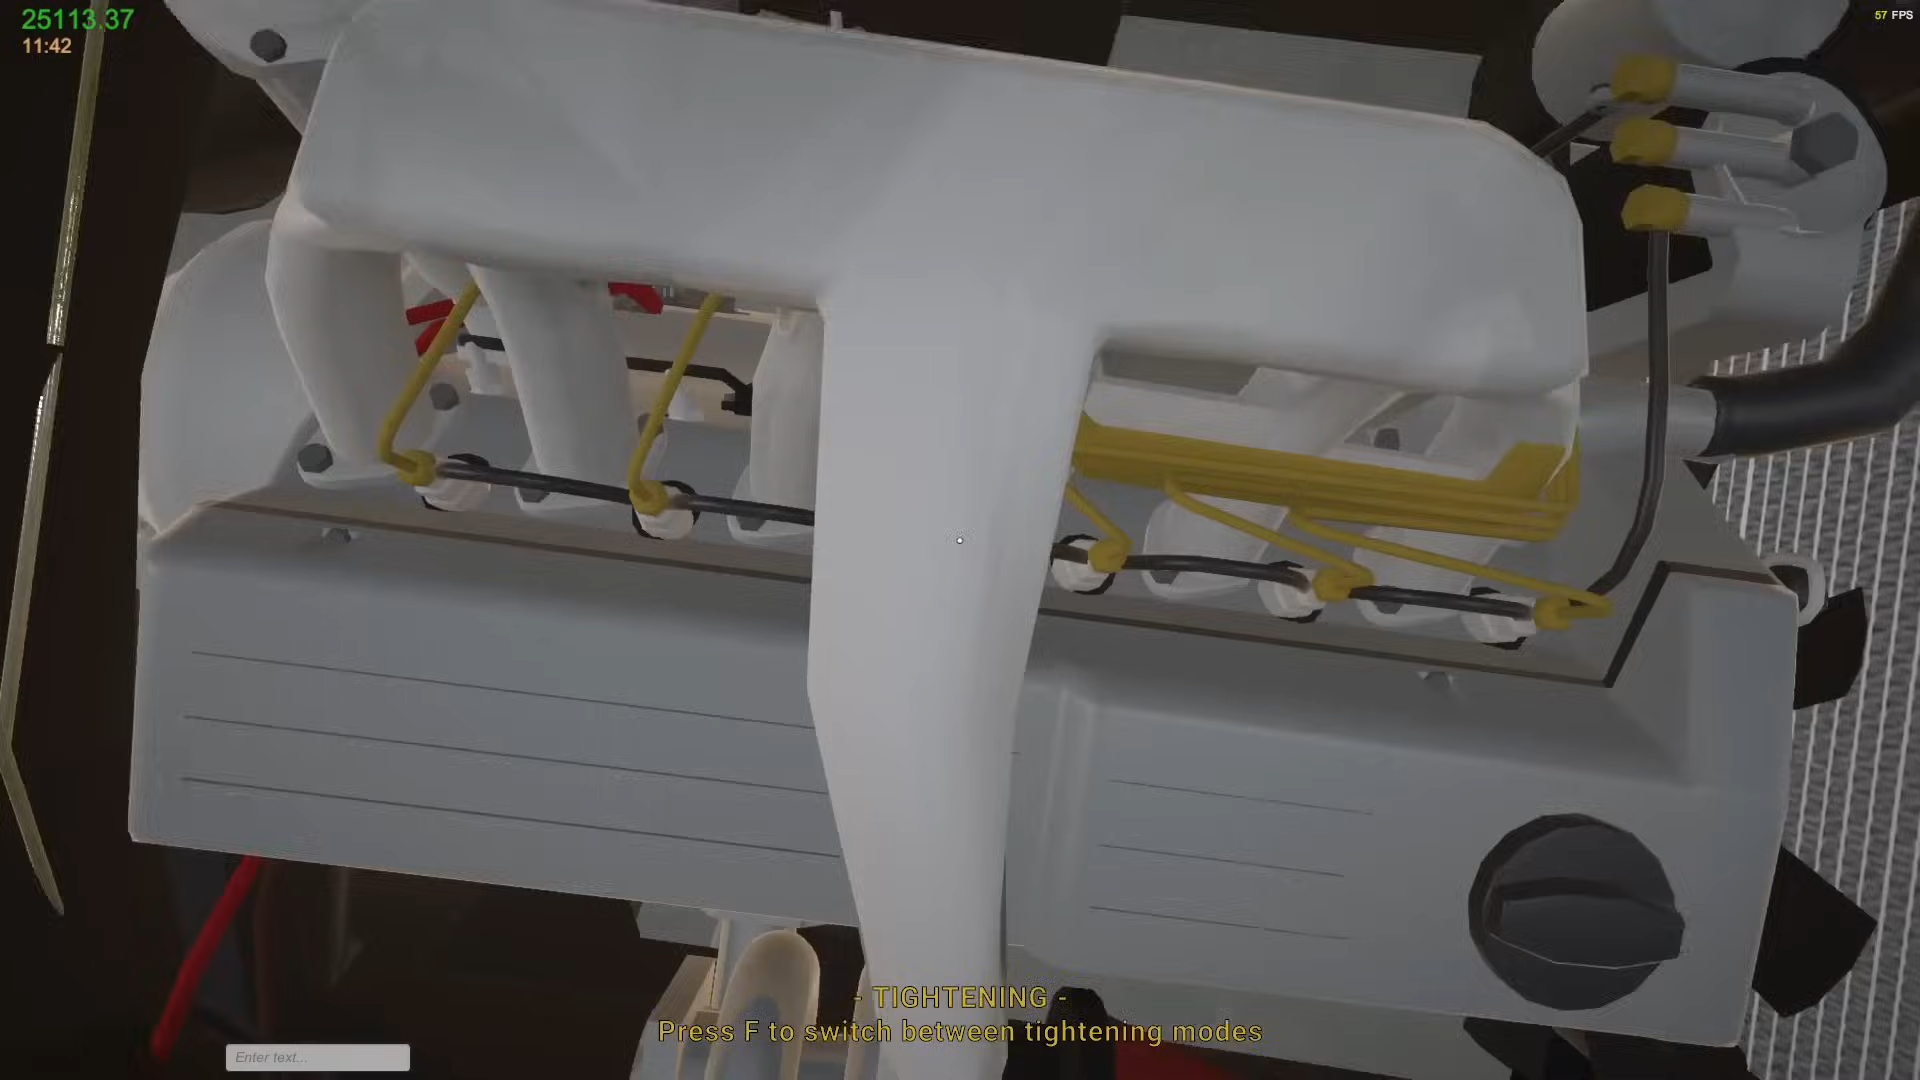 25113.37
57 FPS
11:42
- TIGHTENING -
Press F to switch between tightening modes
Enter text...